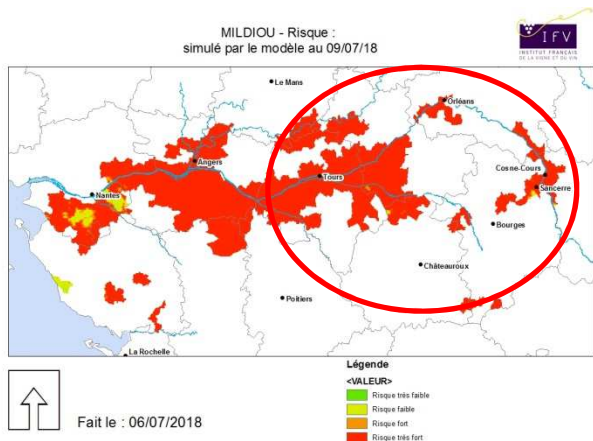 MILDIOU - Risque :
simulé par le modèle au 09/07/18
IFV
INSTITUT FRANÇAIS
DE LA VIGNE ET DU VIN
Le Mans
Orléans
Angers
Tours
Cosne-Cours
Sancerre
Nantes
Bourges
Châteauroux
Poitiers
La Rochelle
Légende
<VALEUR>
Risque très faible
Risque faible
Risque fort
Risque très fort
Fait le : 06/07/2018